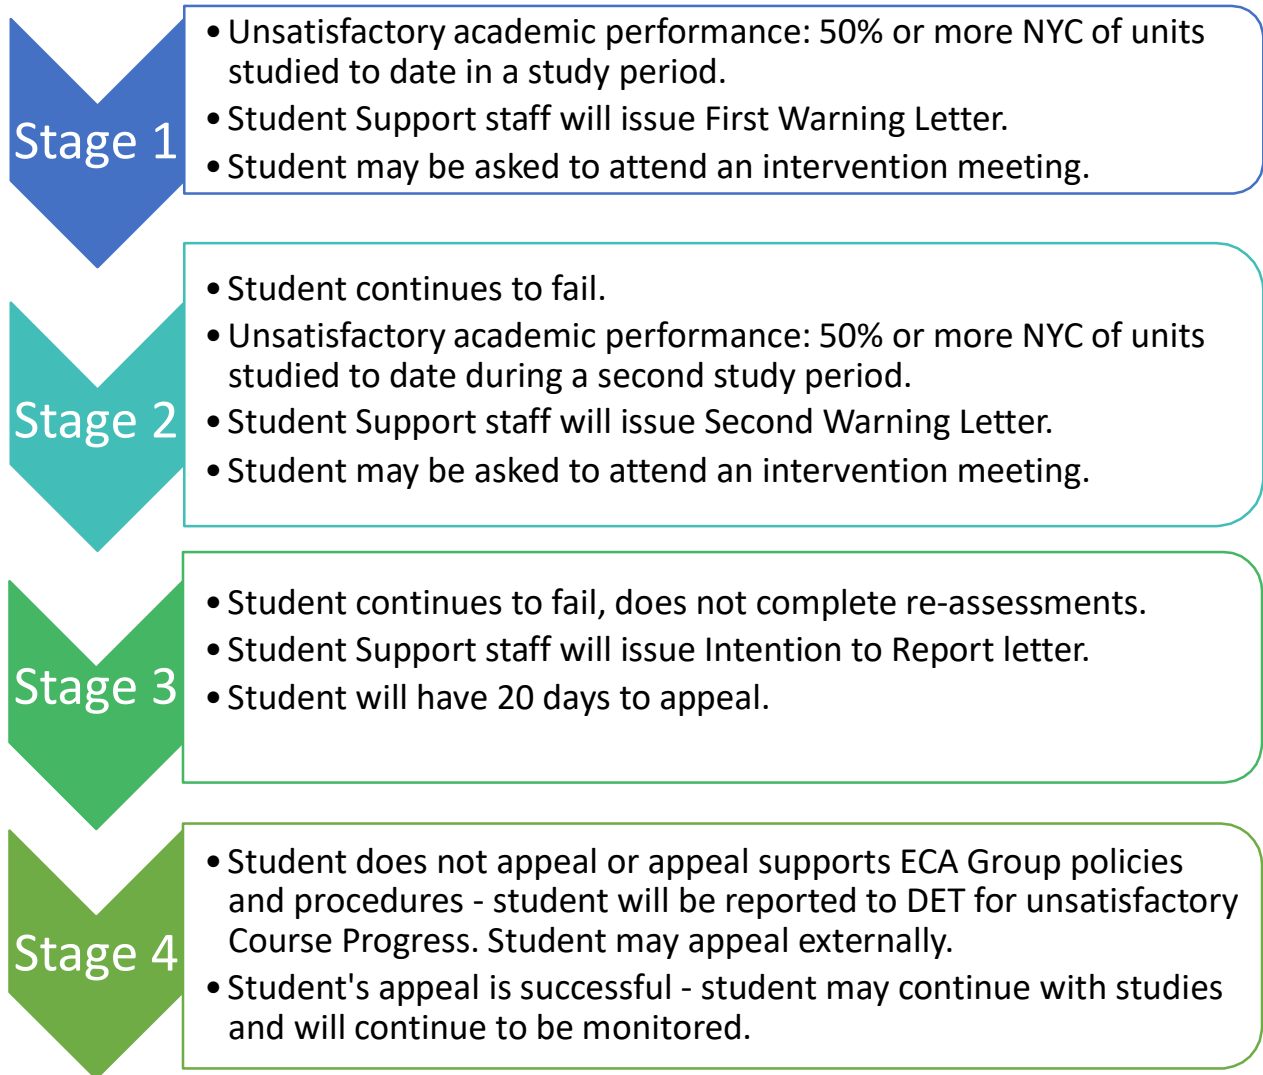 Stage 1
• Unsatisfactory academic performance: 50% or more NYC of units
studied to date in a study period.
• Student Support staff will issue First Warning Letter.
• Student may be asked to attend an intervention meeting.
Stage 2
• Student continues to fail.
• Unsatisfactory academic performance: 50% or more NYC of units
studied to date during a second study period.
• Student Support staff will issue Second Warning Letter.
• Student may be asked to attend an intervention meeting.
Stage 3
• Student continues to fail, does not complete re-assessments.
• Student Support staff will issue Intention to Report letter.
• Student will have 20 days to appeal.
Stage 4
• Student does not appeal or appeal supports ECA Group policies
and procedures - student will be reported to DET for unsatisfactory
Course Progress. Student may appeal externally.
• Student's appeal is successful - student may continue with studies
and will continue to be monitored.